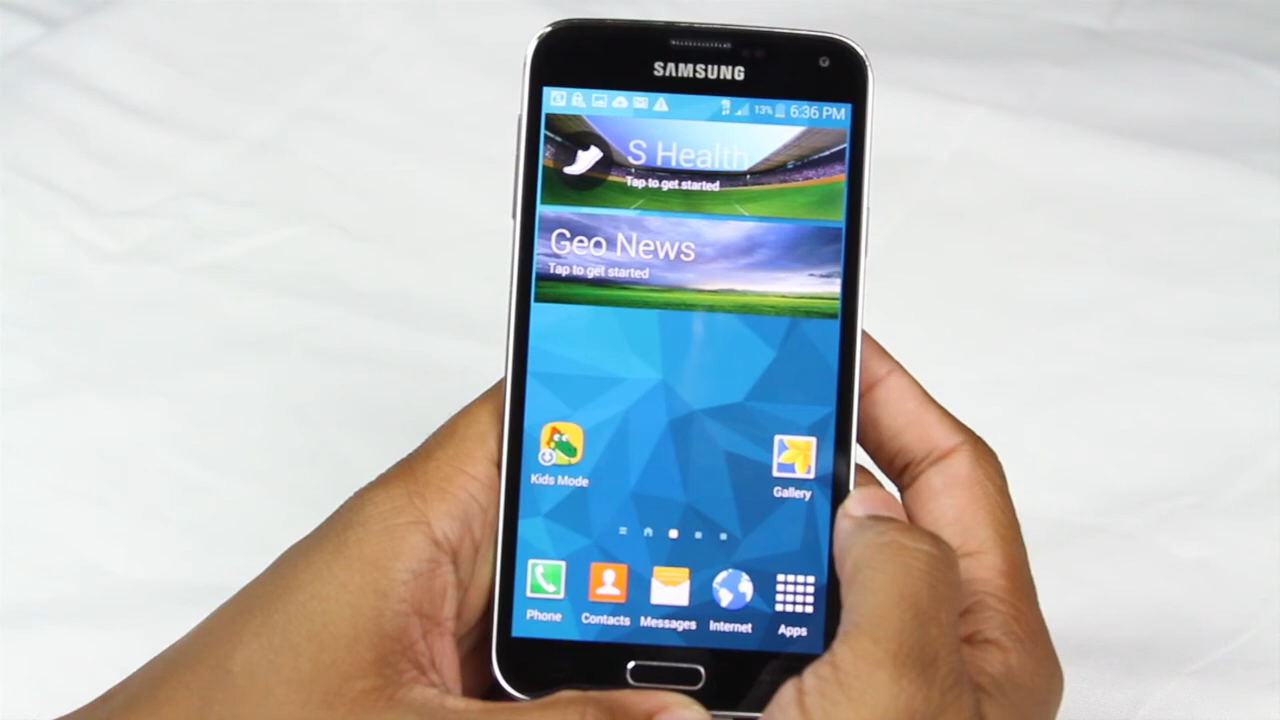 SAMSUNG
13% 6:36 PM
S Health
Tap to get started
Geo News
Tap to get started
Kids Mode
Gallery
Phone Contacts Messages Internet Apps